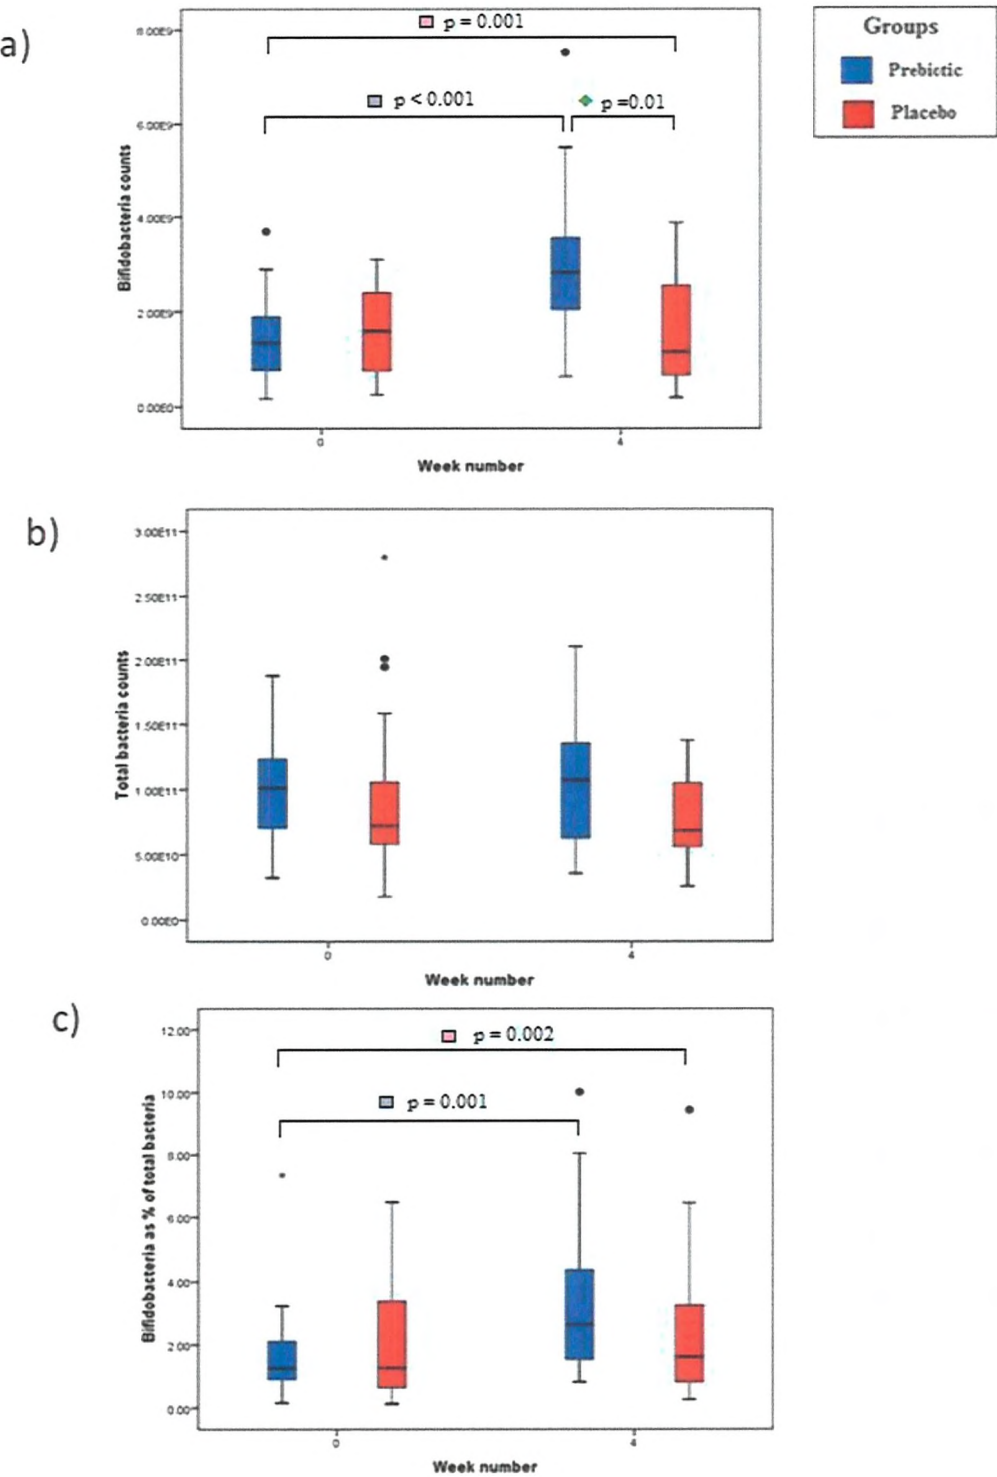 a)
8.00E9
6.00E9
4.00E9
2.00E9
0.00E0
Bifidobacteria counts
p = 0.001
p < 0.001
p =0.01
0
4
Week number
Groups
Prebictic
Placebo
b)
3.00E11
2.50E11
2.00E11
1.50E11
1.00E11
5.00E10
0.00E0
Total bacteria counts
0
4
Week number
c)
12.00
10.00
8.00
6.00
4.00
2.00
0.00
Bifidobacteria as % of total bacteria
p = 0.002
p = 0.001
0
4
Week number